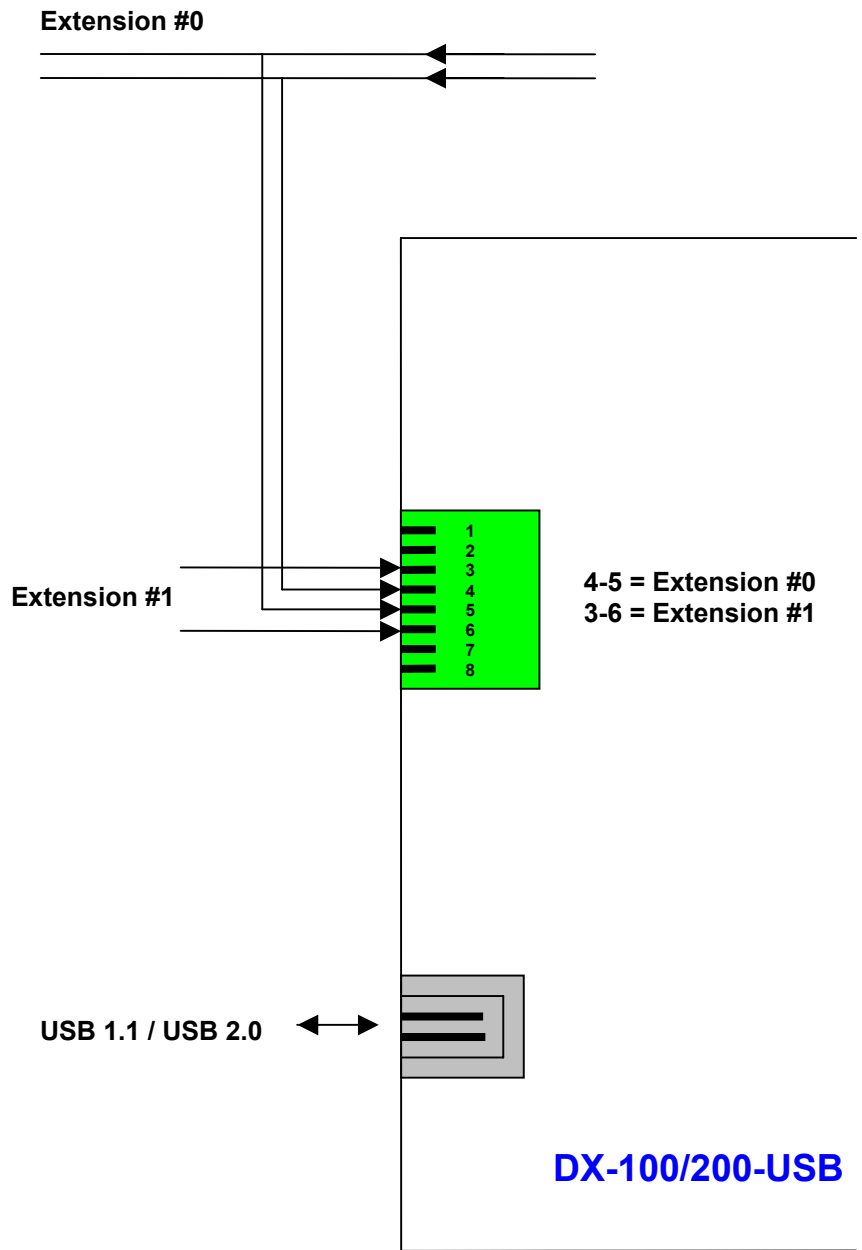 Extension #0
1
2
3
4
5
6
7
8
Extension #1
4-5 = Extension #0
3-6 = Extension #1
USB 1.1 / USB 2.0
DX-100/200-USB